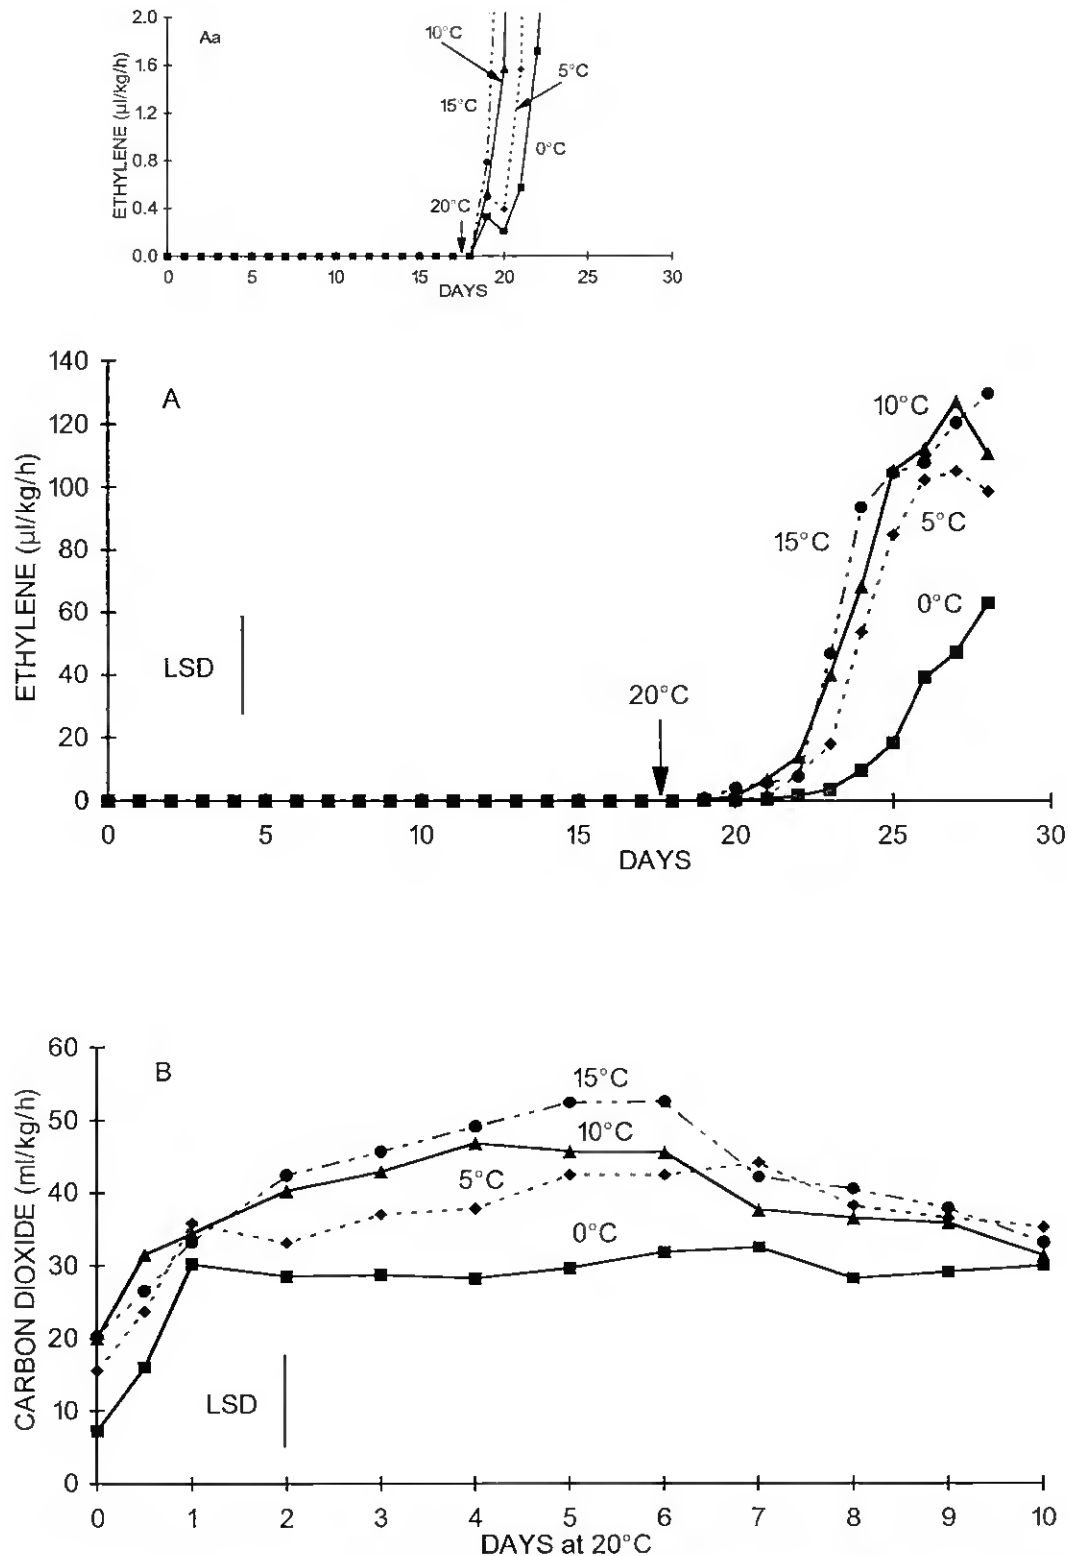 Aa
2.0
1.6
1.2
0.8
0.4
0.0
ETHYLENE (µl/kg/h)
10°C
5°C
15°C
0°C
20°C
0 5 10 15 20 25 30
DAYS
A
140
120
100
80
60
40
20
0
ETHYLENE (µl/kg/h)
10°C
15°C
5°C
0°C
LSD
20°C
0 5 10 15 20 25 30
DAYS
B
60
50
40
30
20
10
0
CARBON DIOXIDE (ml/kg/h)
15°C
10°C
5°C
0°C
LSD
0 1 2 3 4 5 6 7 8 9 10
DAYS at 20°C